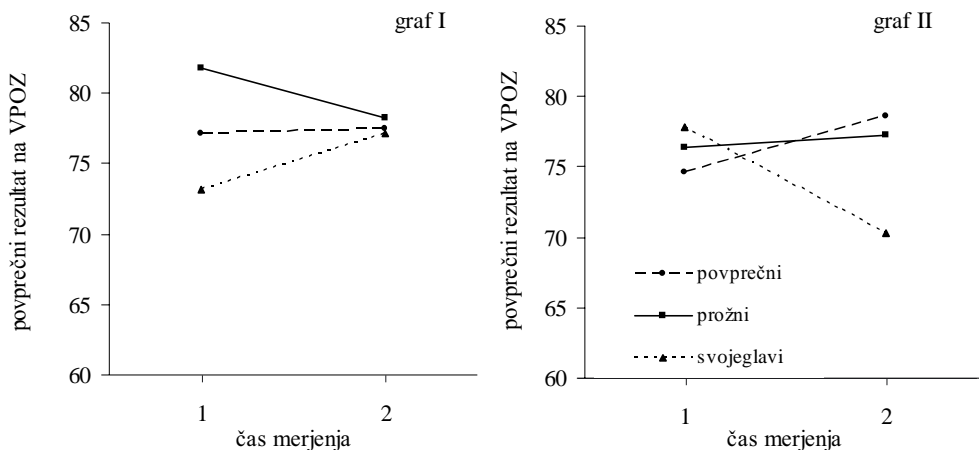 graf I
povprečni rezultat na VPOZ
85
80
75
70
65
60
1 2
čas merjenja
graf II
povprečni rezultat na VPOZ
85
80
75
70
65
60
povprečni
prožni
svojeglavi
1 2
čas merjenja